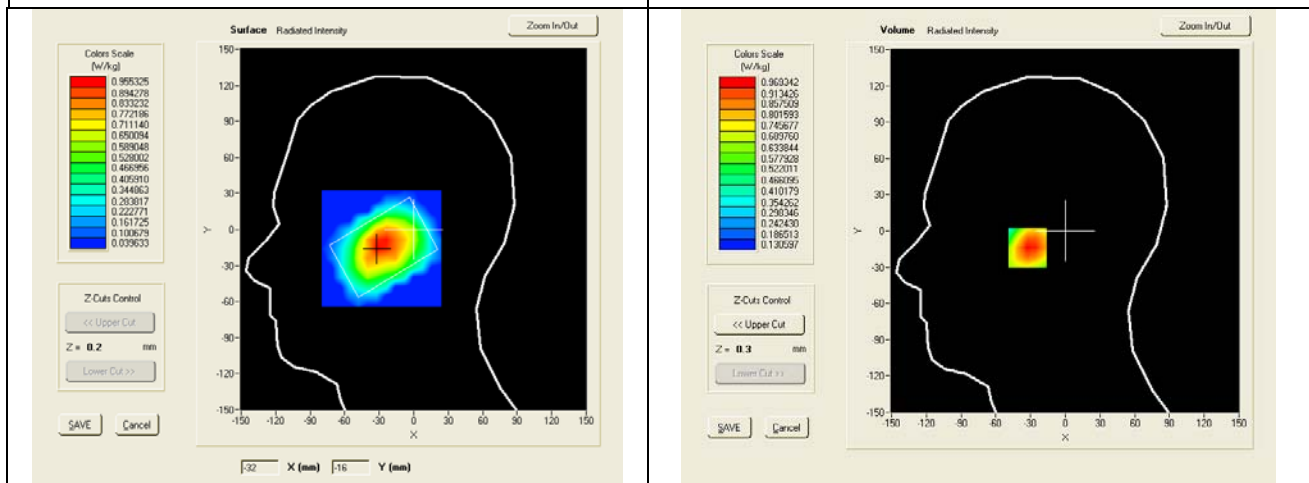 Surface Radiated Intensity
Zoom In/Out
Colors Scale
(W/kg)
0.955325
0.894278
0.833232
0.772186
0.711140
0.650094
0.589048
0.528002
0.466956
0.405910
0.344863
0.283817
0.222771
0.161725
0.100679
0.039633
150
120
90
60
30
0
-30
-60
-90
-120
-150
Y
-150 -120 -90 -60 -30 0 30 60 90 120 150
X
Z-Cuts Control
<< Upper Cut
Z = 0.2 mm
Lower Cut >>
SAVE Cancel
-32 X (mm) -16 Y (mm)
Volume Radiated Intensity
Zoom In/Out
Colors Scale
(W/kg)
0.969342
0.913426
0.857509
0.801593
0.745677
0.689760
0.633844
0.577928
0.522011
0.466095
0.410179
0.354262
0.298346
0.242430
0.186513
0.130597
150
120
90
60
30
0
-30
-60
-90
-120
-150
Y
-150 -120 -90 -60 -30 0 30 60 90 120 150
X
Z-Cuts Control
<< Upper Cut
Z = 0.3 mm
Lower Cut >>
SAVE Cancel